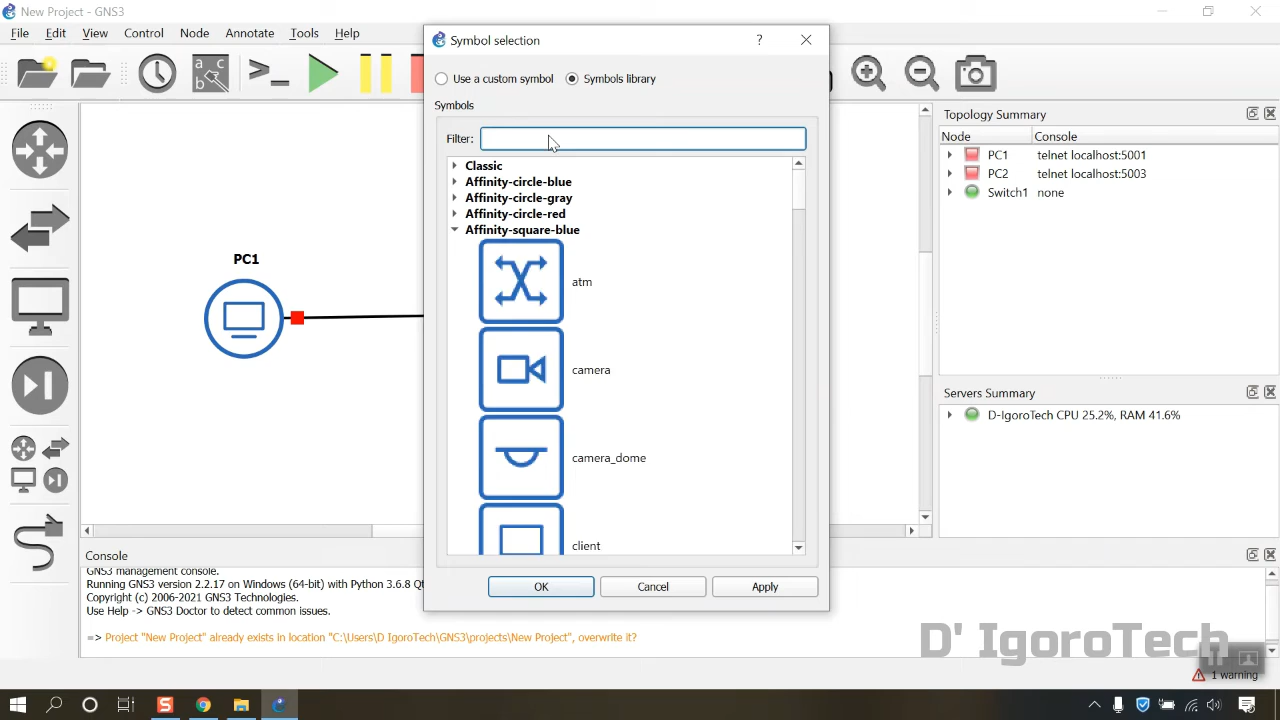 New Project - GNS3
File Edit View Control Node Annotate Tools Help
a c
Symbol selection
?
Use a custom symbol
Symbols library
Symbols
Filter:
Classic
Affinity-circle-blue
Affinity-circle-gray
Affinity-circle-red
Affinity-square-blue
atm
camera
camera_dome
client
OK
Cancel
Apply
PC1
Topology Summary
Node Console
PC1 telnet localhost:5001
PC2 telnet localhost:5003
Switch1 none
Servers Summary
D-IgoroTech CPU 25.2%, RAM 41.6%
Console
GNS3 management console.
Running GNS3 version 2.2.17 on Windows (64-bit) with Python 3.6.8 Qt
Copyright (c) 2006-2021 GNS3 Technologies.
Use Help -> GNS3 Doctor to detect common issues.
=> Project "New Project" already exists in location "C:\Users\D IgoroTech\GNS3\projects\New Project", overwrite it?
D' IgoroTech
1 warning